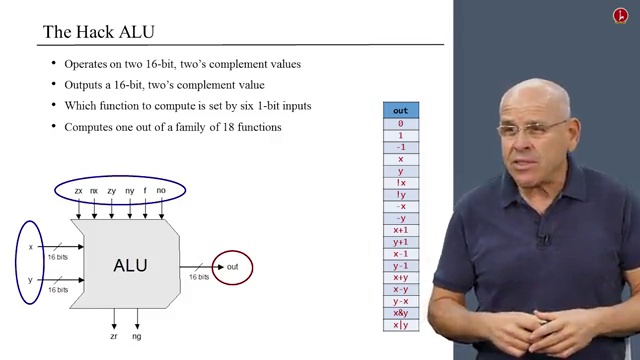 The Hack ALU
• Operates on two 16-bit, two’s complement values
• Outputs a 16-bit, two’s complement value
• Which function to compute is set by six 1-bit inputs
• Computes one out of a family of 18 functions
zx nx zy ny f no
x
16 bits
y
16 bits
ALU
16 bits
out
zr ng
out
0
1
-1
x
y
!x
!y
-x
-y
x+1
y+1
x-1
y-1
x+y
x-y
y-x
x&y
x|y